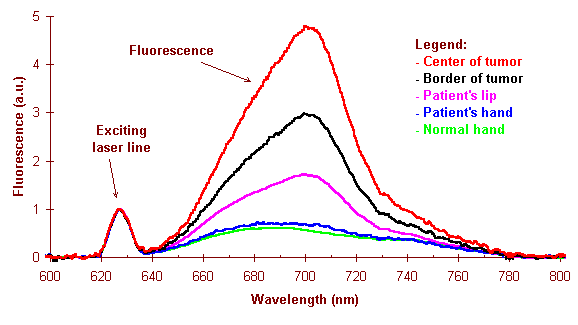 5
4
3
2
1
0
Fluorescence (a.u.)
Fluorescence
Exciting
laser line
Legend:
- Center of tumor
- Border of tumor
- Patient's lip
- Patient's hand
- Normal hand
600 620 640 660 680 700 720 740 760 780 800
Wavelength (nm)